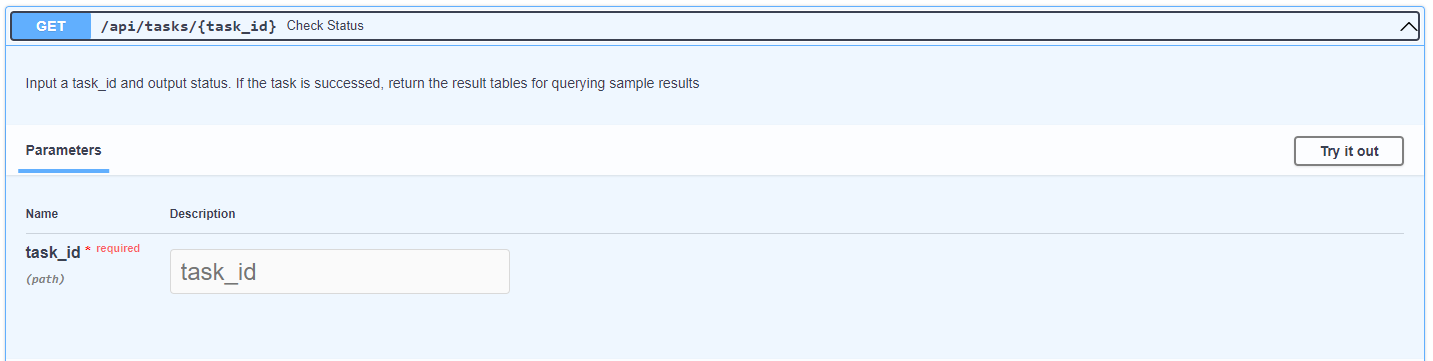 GET /api/tasks/{task_id} Check Status
Input a task_id and output status. If the task is successed, return the result tables for querying sample results
Parameters Try it out
Name Description
task_id * required
(path)
task_id